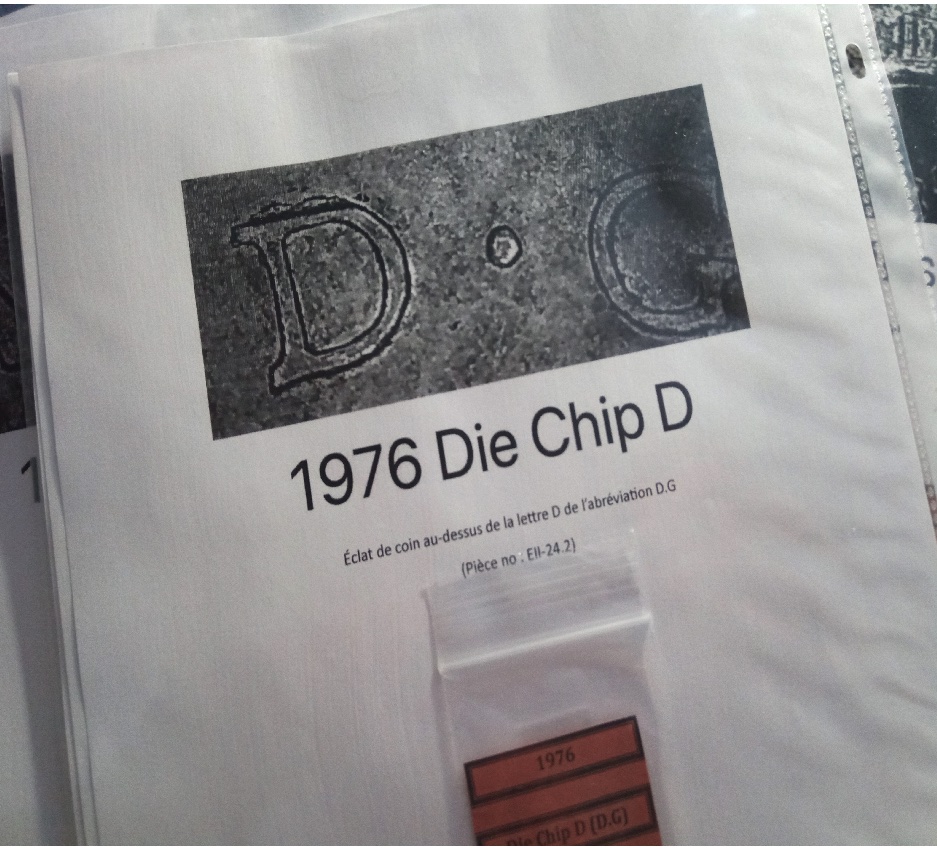 D · G
1976 Die Chip D
Éclat de coin au-dessus de la lettre D de l'abréviation D.G
(Pièce no : EII-24.2)
1976
Die Chip D (D.G)